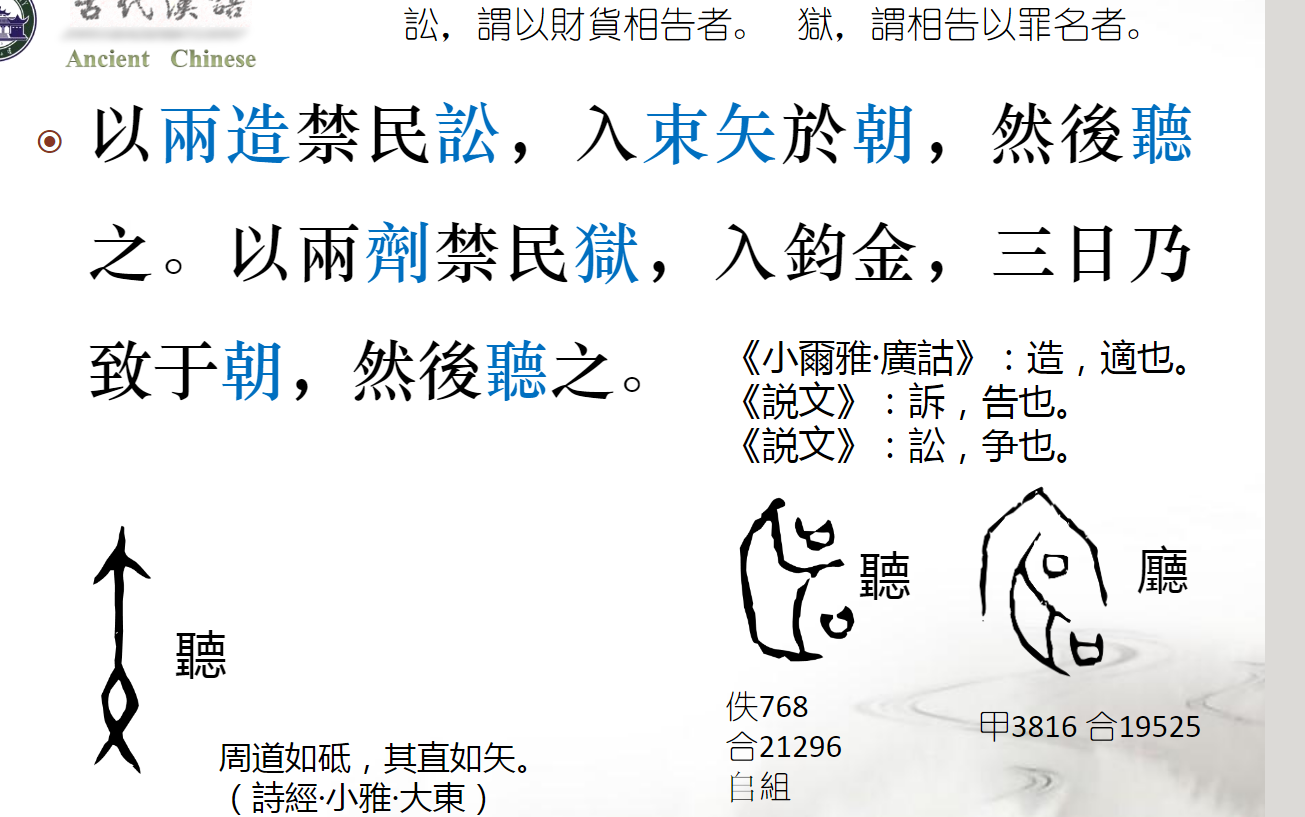 古代漢語
Ancient Chinese
訟，謂以財貨相告者。 獄，謂相告以罪名者。
以兩造禁民訟，入束矢於朝，然後聽
之。以兩劑禁民獄，入鈞金，三日乃
致于朝，然後聽之。
《小爾雅·廣詁》：造，適也。
《説文》：訴，告也。
《説文》：訟，争也。
聽
廳
聽
佚768
合21296
𠂤組
甲3816 合19525
周道如砥，其直如矢。
（詩經·小雅·大東）